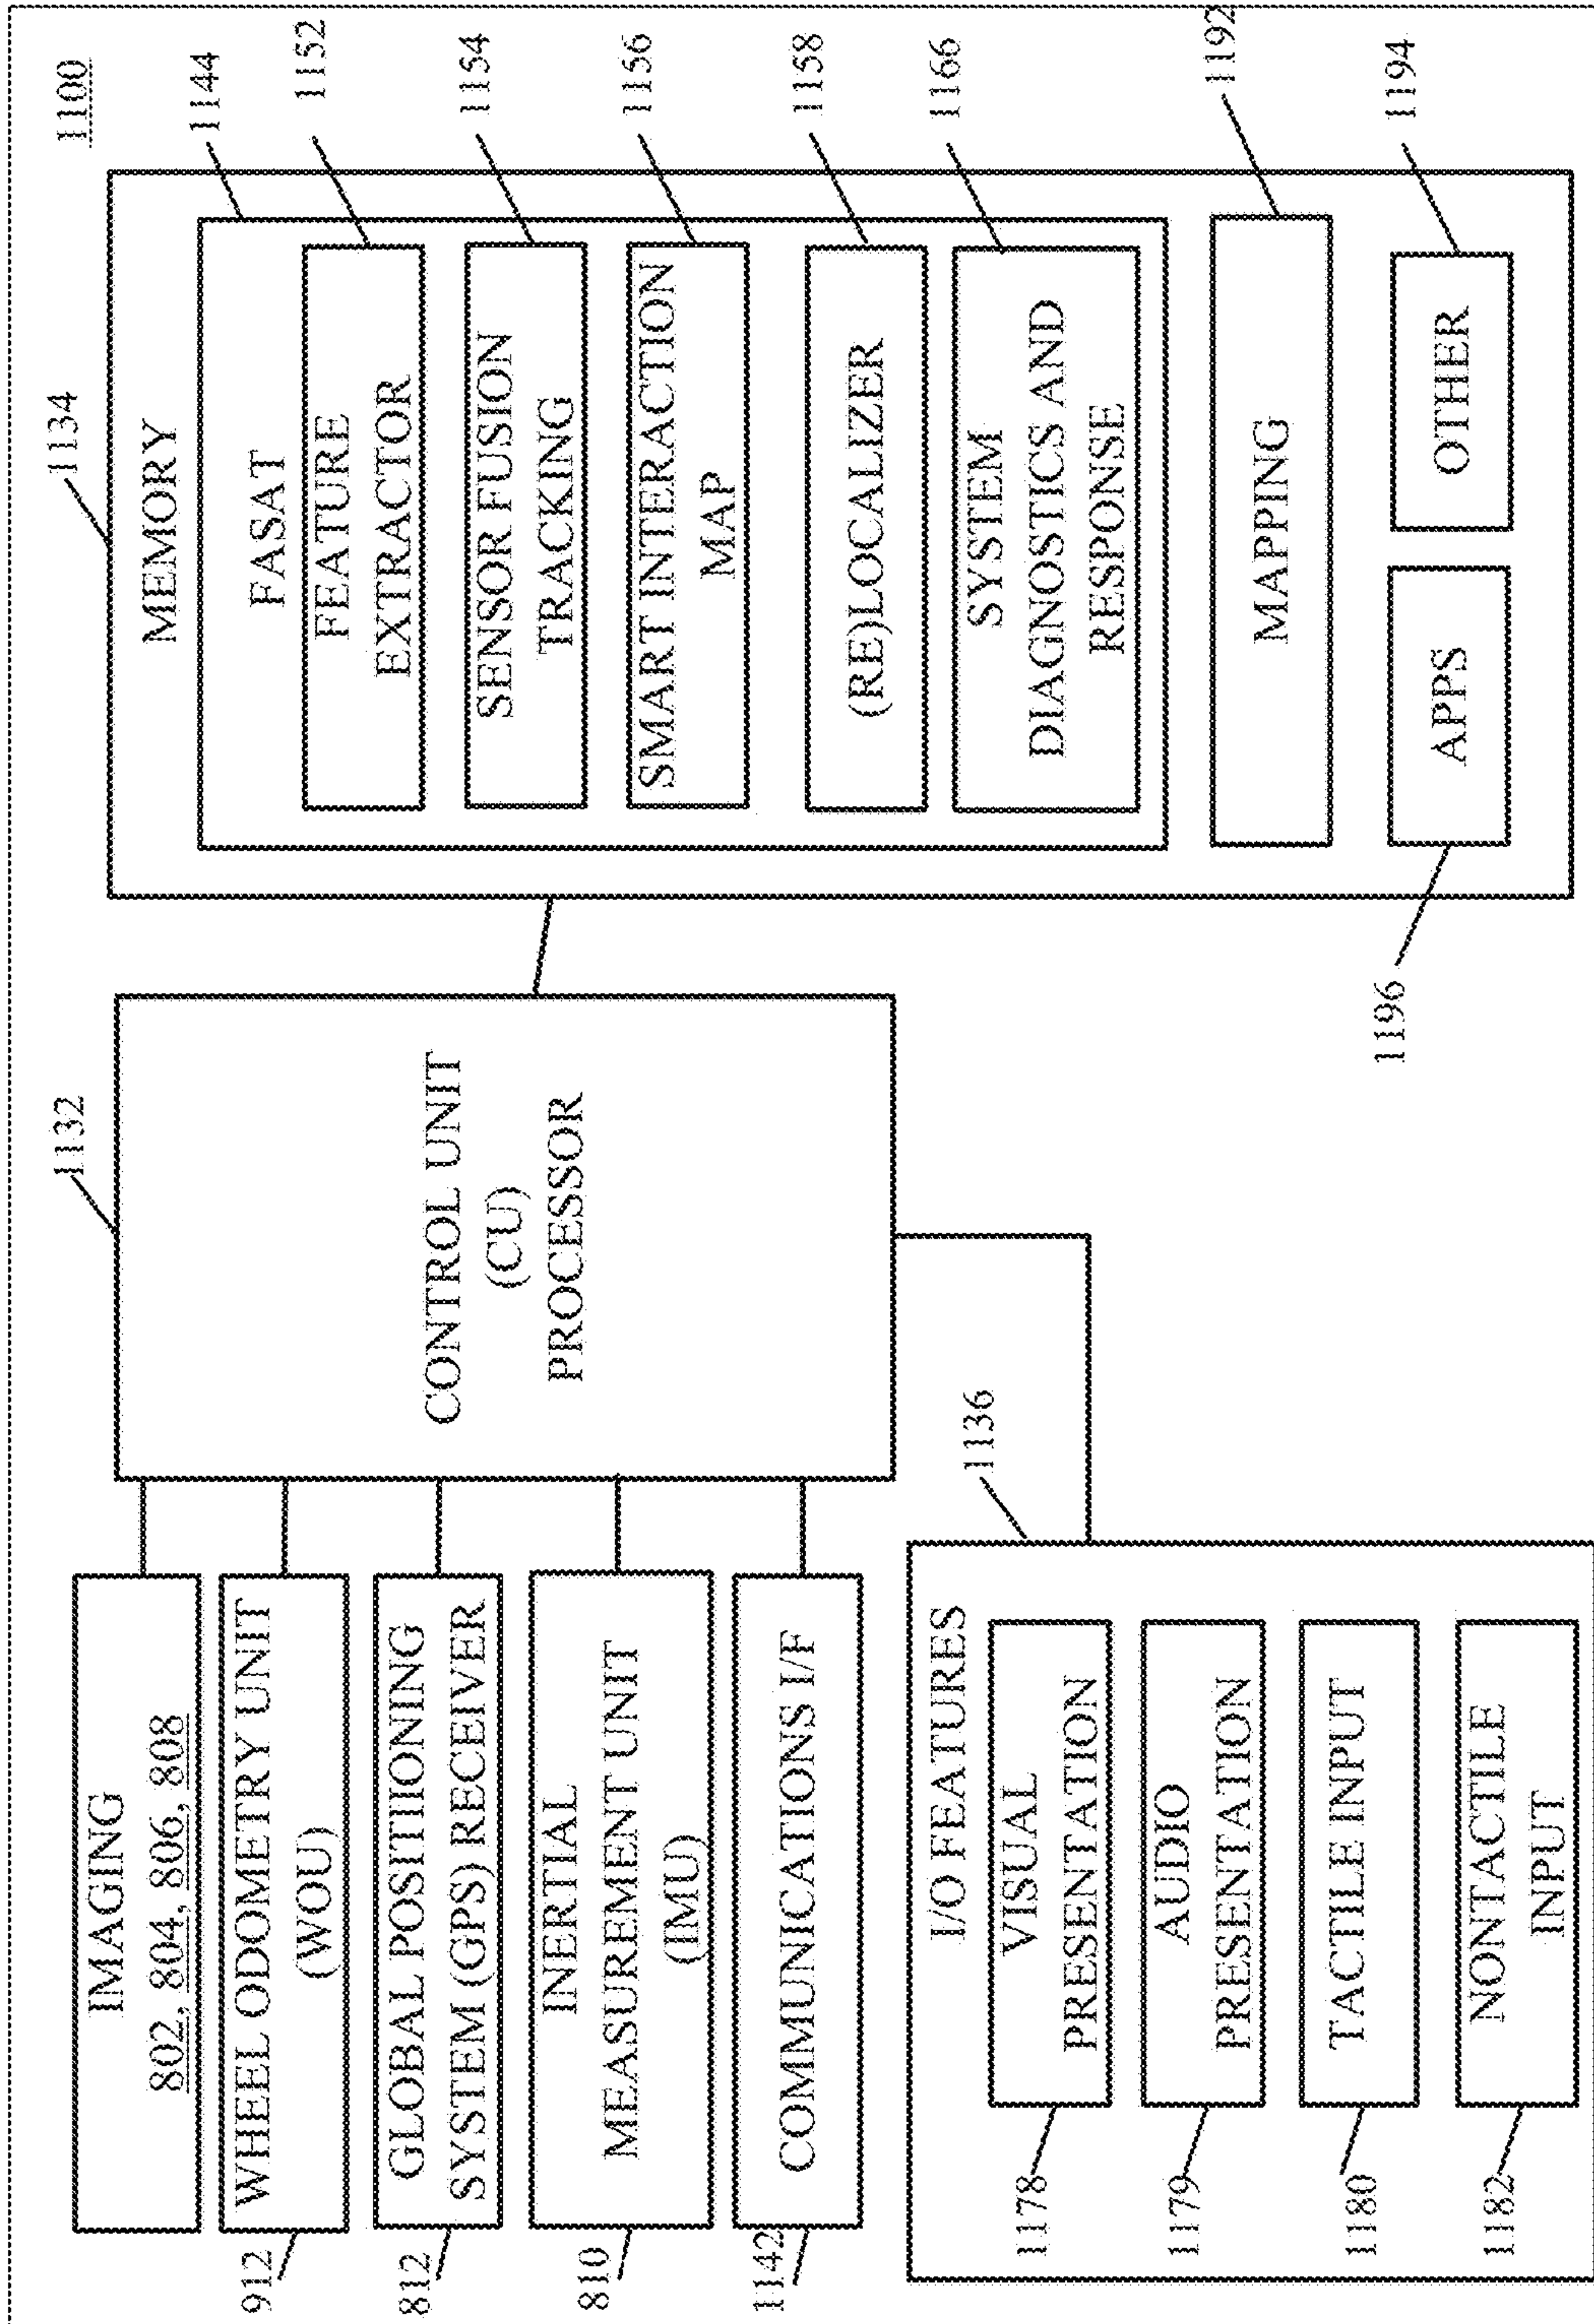 1100
IMAGING
802, 804, 806, 808
WHEEL ODOMETRY UNIT
(WOU)
912
GLOBAL POSITIONING
SYSTEM (GPS) RECEIVER
812
INERTIAL
MEASUREMENT UNIT
(IMU)
810
COMMUNICATIONS I/F
1142
I/O FEATURES
1136
VISUAL
PRESENTATION
1178
AUDIO
PRESENTATION
1179
TACTILE INPUT
1180
NONTACTILE
INPUT
1182
1132
CONTROL UNIT
(CU)
PROCESSOR
1134
MEMORY
1144
FASAT
FEATURE
EXTRACTOR
1152
SENSOR FUSION
TRACKING
1154
SMART INTERACTION
MAP
1156
(RE)LOCALIZER
1158
SYSTEM
DIAGNOSTICS AND
RESPONSE
1166
MAPPING
1192
APPS
1196
OTHER
1194